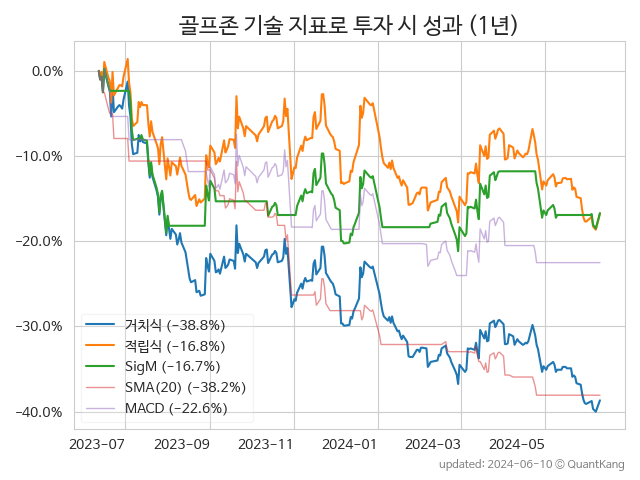 골프존 기술 지표로 투자 시 성과 (1년)
0.0%
−10.0%
−20.0%
−30.0%
−40.0%
거치식 (−38.8%)
적립식 (−16.8%)
SigM (−16.7%)
SMA(20) (−38.2%)
MACD (−22.6%)
2023−07 2023−09 2023−11 2024−01 2024−03 2024−05
updated: 2024−06−10 © QuantKang